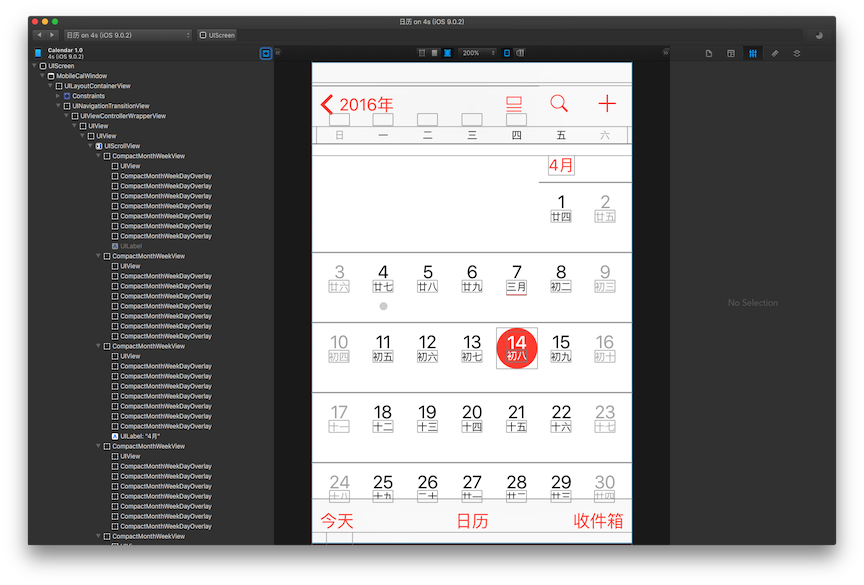 日历 on 4s (iOS 9.0.2)
日历 on 4s (iOS 9.0.2)
UIScreen
Calendar 1.0
4s (iOS 9.0.2)
200%
UIScreen
MobileCalWindow
UILayoutContainerView
Constraints
UINavigationTransitionView
UIViewControllerWrapperView
UIView
UIView
UIScrollView
CompactMonthWeekView
UIView
CompactMonthWeekDayOverlay
CompactMonthWeekDayOverlay
CompactMonthWeekDayOverlay
CompactMonthWeekDayOverlay
CompactMonthWeekDayOverlay
CompactMonthWeekDayOverlay
CompactMonthWeekDayOverlay
UILabel
CompactMonthWeekView
UIView
CompactMonthWeekDayOverlay
CompactMonthWeekDayOverlay
CompactMonthWeekDayOverlay
CompactMonthWeekDayOverlay
CompactMonthWeekDayOverlay
CompactMonthWeekDayOverlay
CompactMonthWeekDayOverlay
CompactMonthWeekView
UIView
CompactMonthWeekDayOverlay
CompactMonthWeekDayOverlay
CompactMonthWeekDayOverlay
CompactMonthWeekDayOverlay
CompactMonthWeekDayOverlay
CompactMonthWeekDayOverlay
CompactMonthWeekDayOverlay
UILabel: "4月"
CompactMonthWeekView
UIView
CompactMonthWeekDayOverlay
CompactMonthWeekDayOverlay
CompactMonthWeekDayOverlay
CompactMonthWeekDayOverlay
CompactMonthWeekDayOverlay
CompactMonthWeekDayOverlay
CompactMonthWeekDayOverlay
CompactMonthWeekView
2016年
日 一 二 三 四 五 六
4月
1 2
廿四 廿五
3 4 5 6 7 8 9
廿六 廿七 廿八 廿九 三月 初二 初三
10 11 12 13 14 15 16
初四 初五 初六 初七 初八 初九 初十
17 18 19 20 21 22 23
十一 十二 十三 十四 十五 十六 十七
24 25 26 27 28 29 30
十八 十九 二十 廿一 廿二 廿三 廿四
今天 日历 收件箱
No Selection